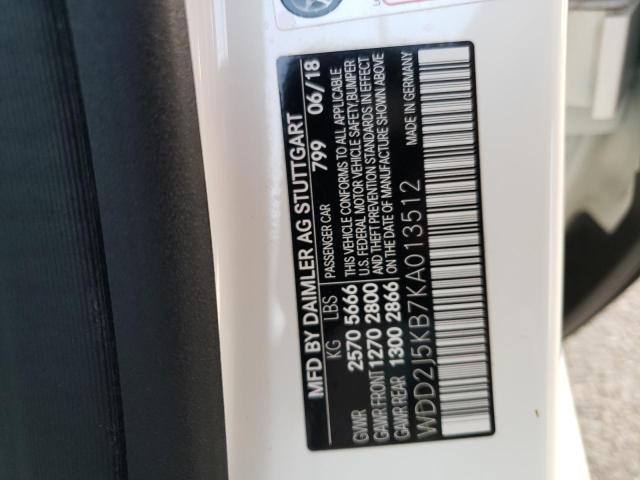 MFD BY DAIMLER AG STUTTGART
PASSENGER CAR 799 06/18
KG LBS
THIS VEHICLE CONFORMS TO ALL APPLICABLE
U.S. FEDERAL MOTOR VEHICLE SAFETY, BUMPER
AND THEFT PREVENTION STANDARDS IN EFFECT
ON THE DATE OF MANUFACTURE SHOWN ABOVE
GVWR 2570 5666
GAWR FRONT 1270 2800
GAWR REAR 1300 2866
WDD2J5KB7KA013512 MADE IN GERMANY